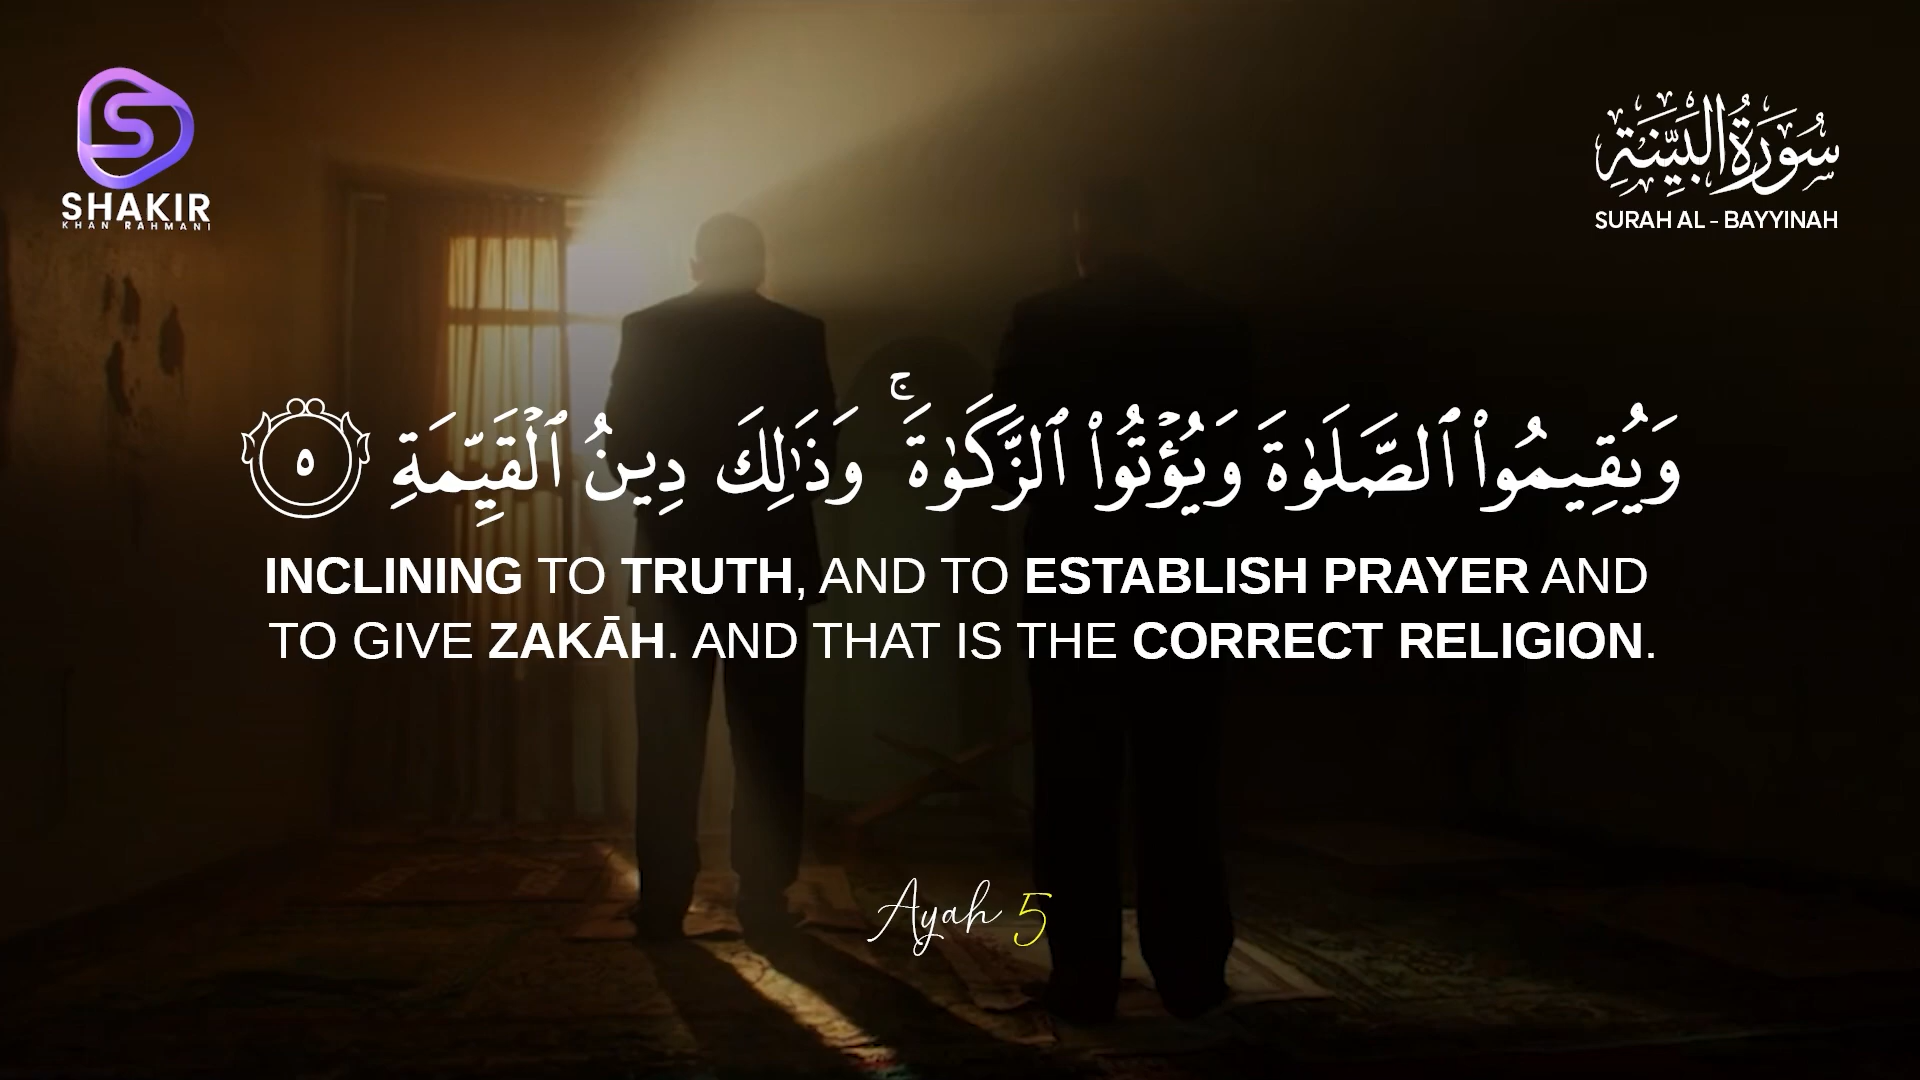 SHAKIR
KHAN RAHMANI
سُورَةُ الْبَيِّنَةِ
SURAH AL - BAYYINAH
وَيُقِيمُوا۟ ٱلصَّلَوٰةَ وَيُؤْتُوا۟ ٱلزَّكَوٰةَ ۚ وَذَٰلِكَ دِينُ ٱلْقَيِّمَةِ ٥
INCLINING TO TRUTH, AND TO ESTABLISH PRAYER AND
TO GIVE ZAKĀH. AND THAT IS THE CORRECT RELIGION.
Ayah 5